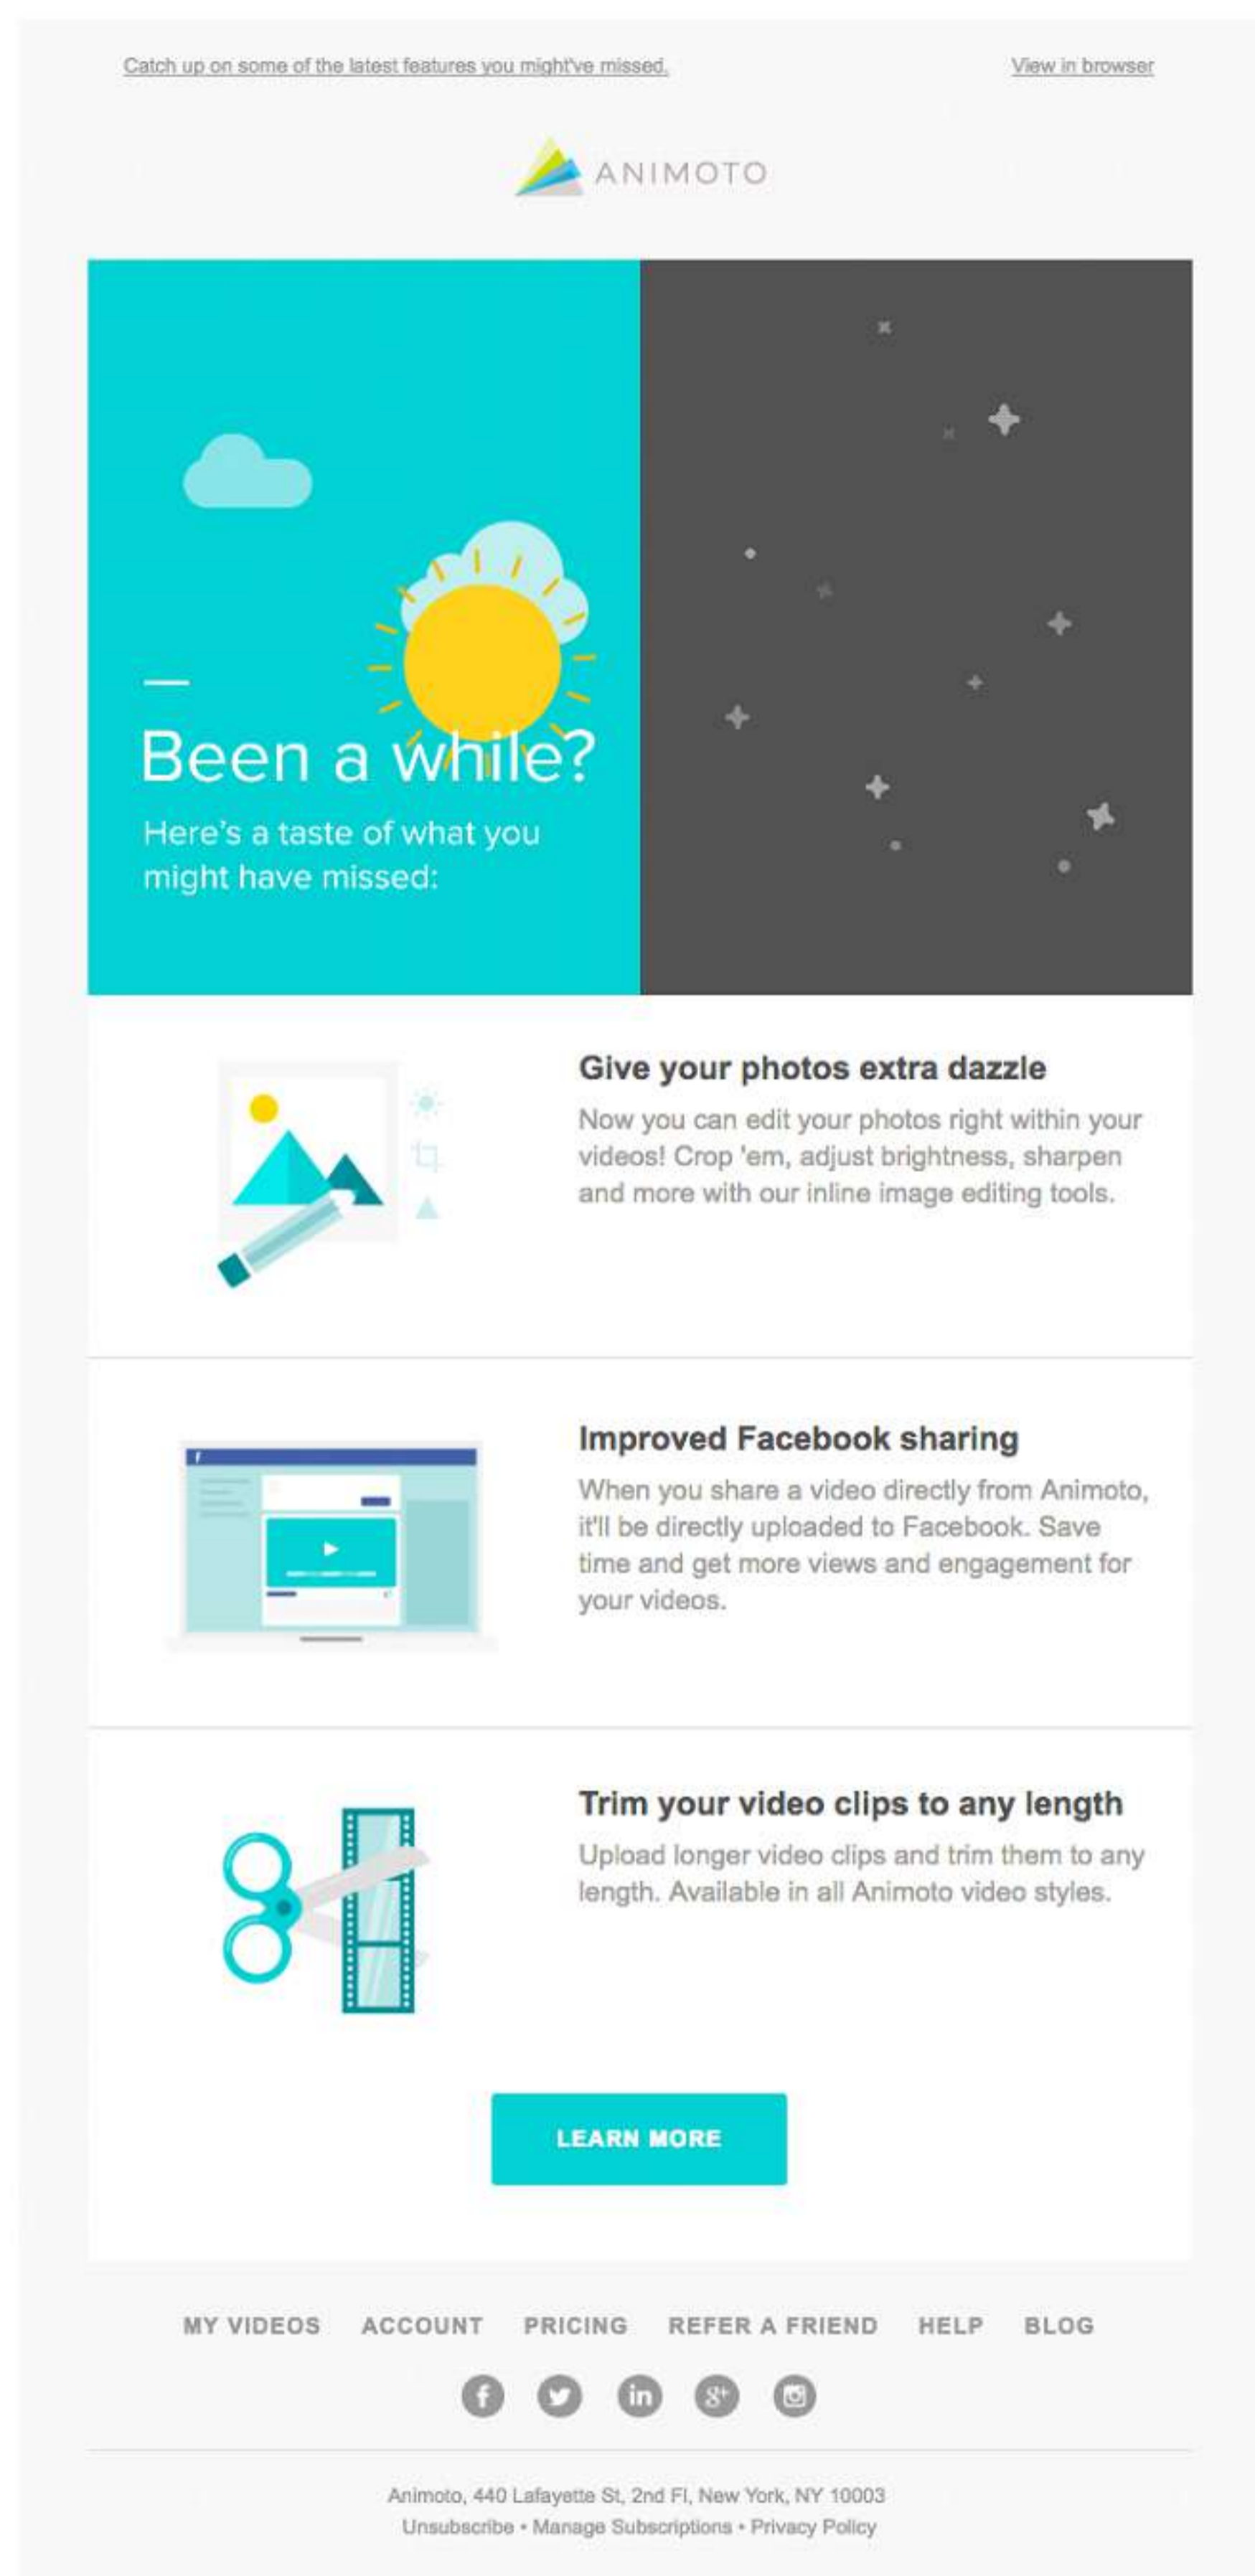 Catch up on some of the latest features you might've missed.
View in browser
ANIMOTO
Been a while?
Here's a taste of what you
might have missed:
Give your photos extra dazzle
Now you can edit your photos right within your
videos! Crop 'em, adjust brightness, sharpen
and more with our inline image editing tools.
Improved Facebook sharing
When you share a video directly from Animoto,
it'll be directly uploaded to Facebook. Save
time and get more views and engagement for
your videos.
Trim your video clips to any length
Upload longer video clips and trim them to any
length. Available in all Animoto video styles.
LEARN MORE
MY VIDEOS ACCOUNT PRICING REFER A FRIEND HELP BLOG
Animoto, 440 Lafayette St, 2nd Fl, New York, NY 10003
Unsubscribe • Manage Subscriptions • Privacy Policy